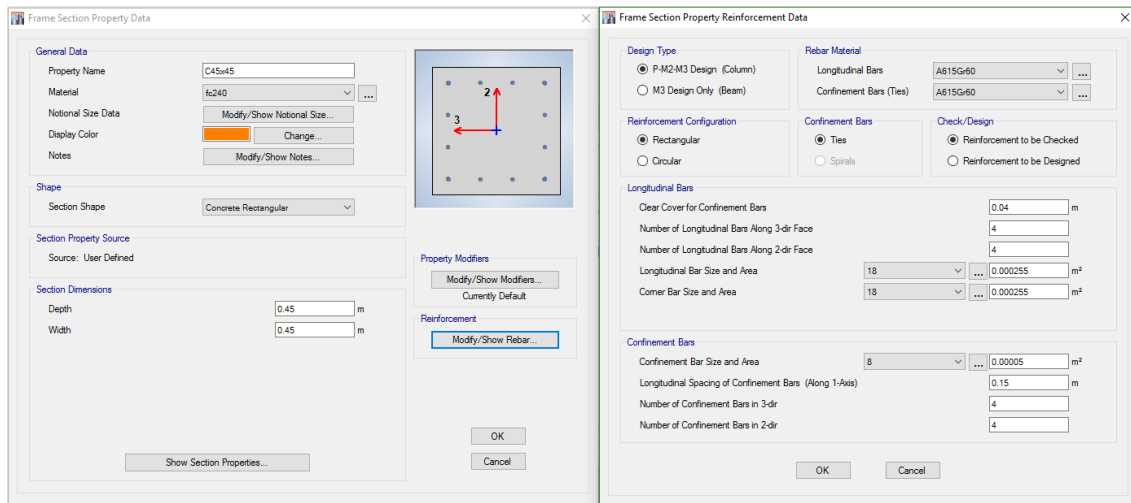 Frame Section Property Data
General Data
Property Name C45x45
Material fc240 ...
Notional Size Data Modify/Show Notional Size...
Display Color Change...
Notes Modify/Show Notes...
Shape
Section Shape Concrete Rectangular
Section Property Source
Source: User Defined
Section Dimensions
Depth 0.45 m
Width 0.45 m
Show Section Properties...
2
3
Property Modifiers
Modify/Show Modifiers...
Currently Default
Reinforcement
Modify/Show Rebar...
OK
Cancel
Frame Section Property Reinforcement Data
Design Type
P-M2-M3 Design (Column)
M3 Design Only (Beam)
Rebar Material
Longitudinal Bars A615Gr60 ...
Confinement Bars (Ties) A615Gr60 ...
Reinforcement Configuration
Rectangular
Circular
Confinement Bars
Ties
Spirals
Check/Design
Reinforcement to be Checked
Reinforcement to be Designed
Longitudinal Bars
Clear Cover for Confinement Bars 0.04 m
Number of Longitudinal Bars Along 3-dir Face 4
Number of Longitudinal Bars Along 2-dir Face 4
Longitudinal Bar Size and Area 18 ... 0.000255 m²
Corner Bar Size and Area 18 ... 0.000255 m²
Confinement Bars
Confinement Bar Size and Area 8 ... 0.00005 m²
Longitudinal Spacing of Confinement Bars (Along 1-Axis) 0.15 m
Number of Confinement Bars in 3-dir 4
Number of Confinement Bars in 2-dir 4
OK Cancel